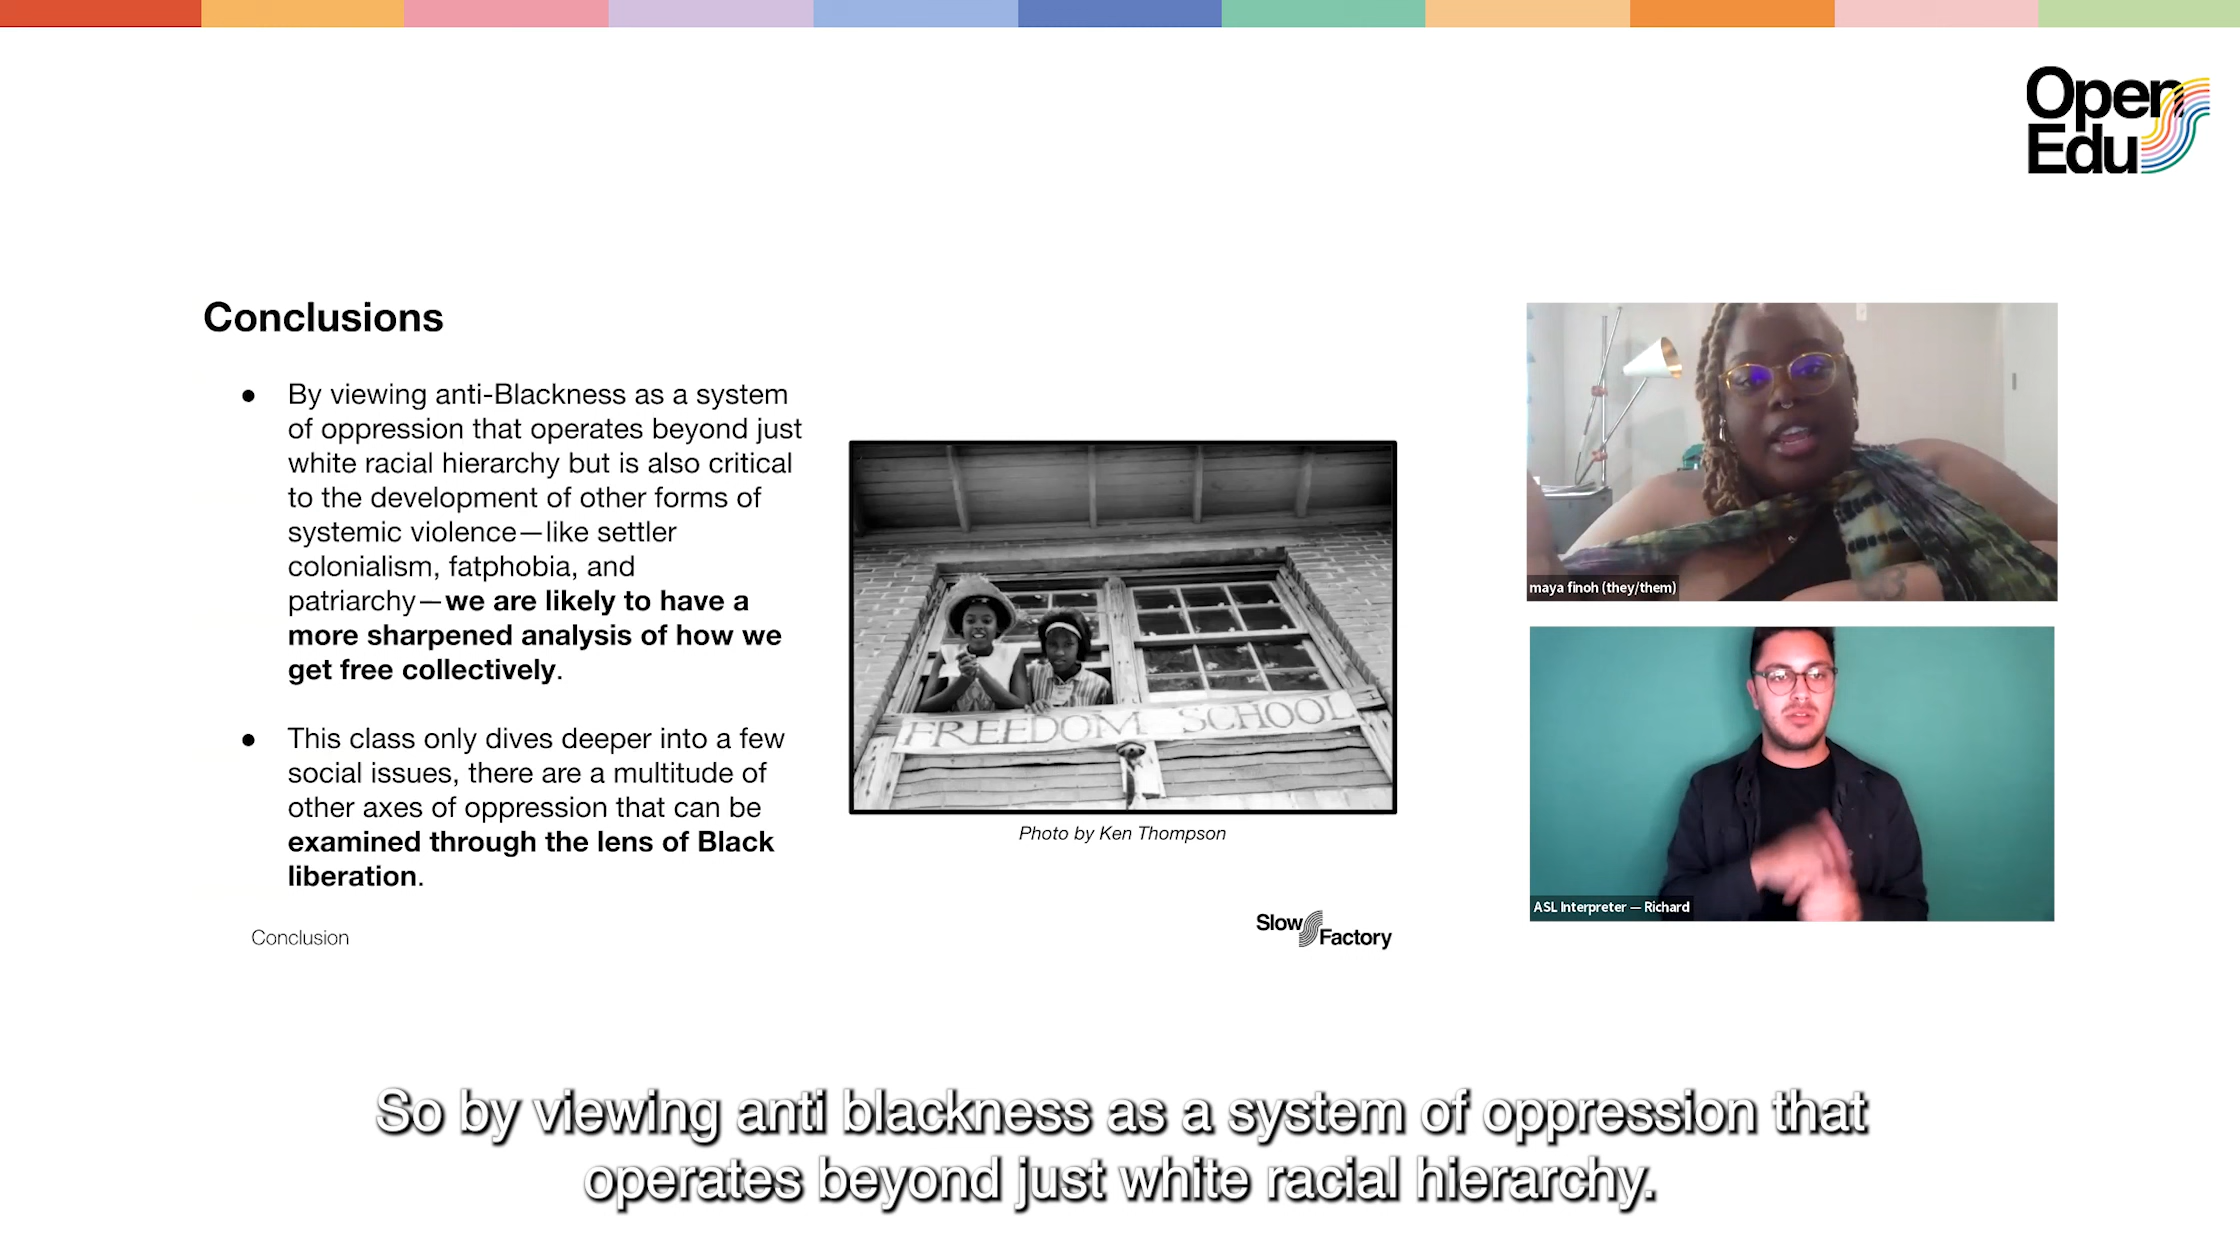 Open
Edu
Conclusions
● By viewing anti-Blackness as a system
of oppression that operates beyond just
white racial hierarchy but is also critical
to the development of other forms of
systemic violence—like settler
colonialism, fatphobia, and
patriarchy—we are likely to have a
more sharpened analysis of how we
get free collectively.
● This class only dives deeper into a few
social issues, there are a multitude of
other axes of oppression that can be
examined through the lens of Black
liberation.
Conclusion
FREEDOM SCHOOL
Photo by Ken Thompson
Slow
Factory
maya finoh (they/them)
ASL Interpreter — Richard
So by viewing anti blackness as a system of oppression that
operates beyond just white racial hierarchy.